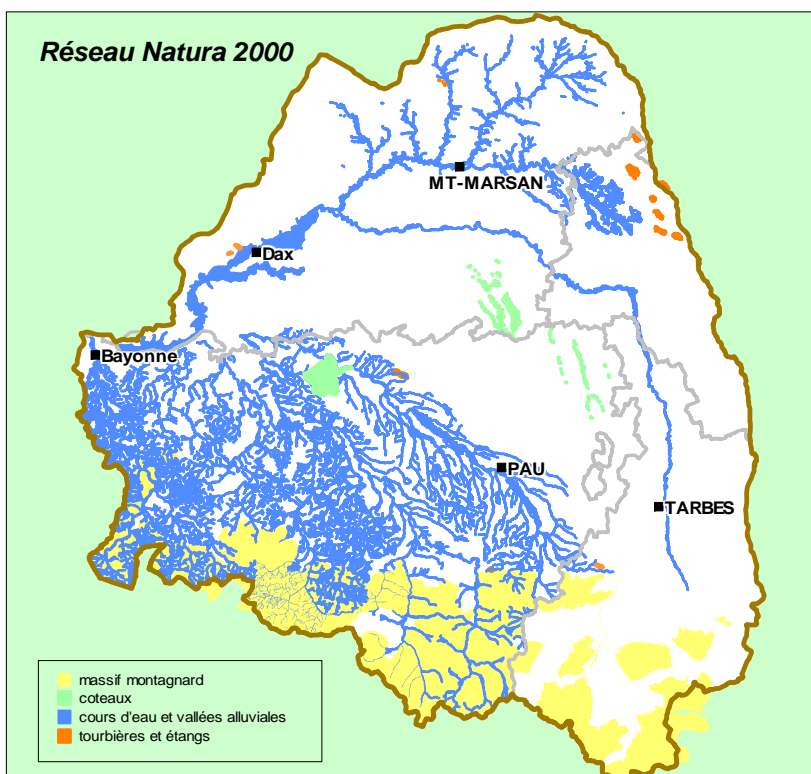 Réseau Natura 2000
MT-MARSAN
Dax
Bayonne
PAU
TARBES
massif montagnard
coteaux
cours d'eau et vallées alluviales
tourbières et étangs